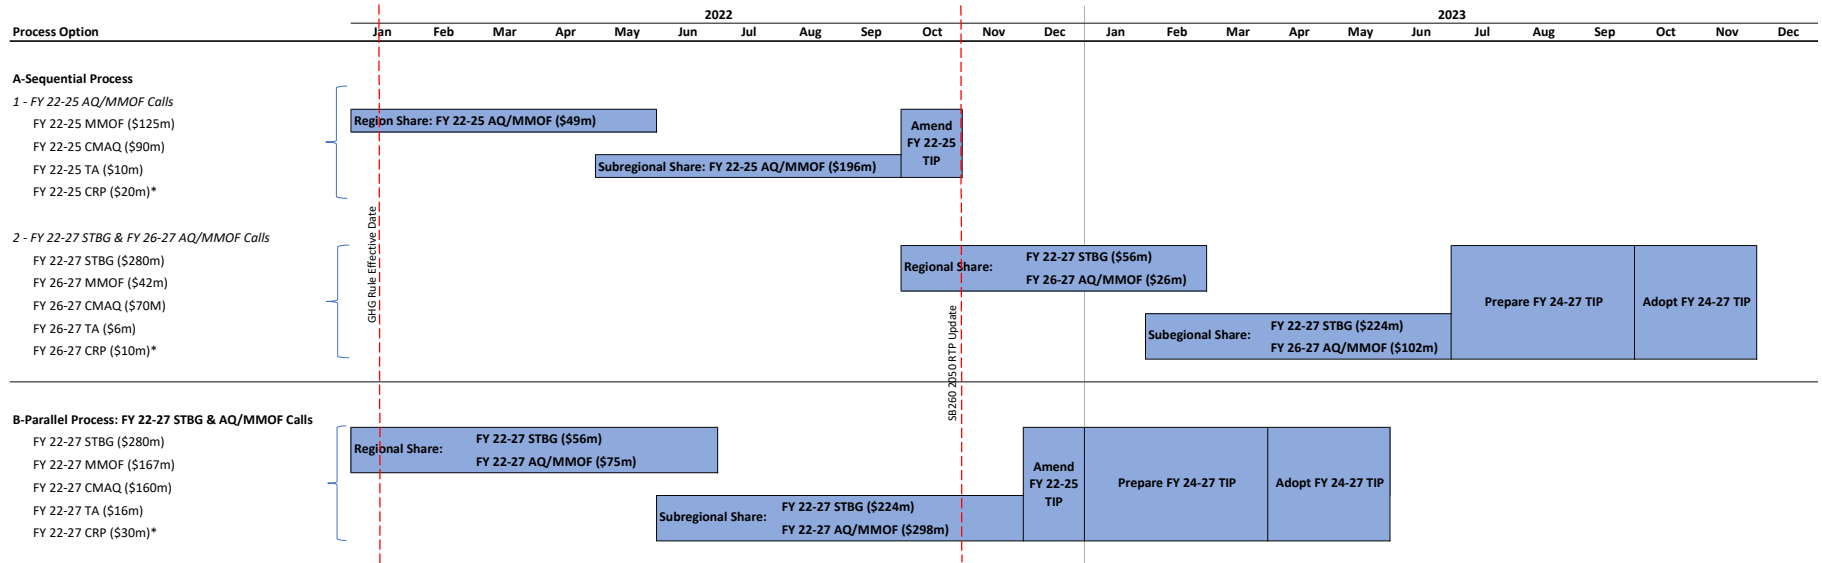 2022 2023
Process Option Jan Feb Mar Apr May Jun Jul Aug Sep Oct Nov Dec Jan Feb Mar Apr May Jun Jul Aug Sep Oct Nov Dec
A-Sequential Process
1 - FY 22-25 AQ/MMOF Calls
FY 22-25 MMOF ($125m)
FY 22-25 CMAQ ($90m)
FY 22-25 TA ($10m)
FY 22-25 CRP ($20m)*
Region Share: FY 22-25 AQ/MMOF ($49m)
Subregional Share: FY 22-25 AQ/MMOF ($196m)
Amend
FY 22-25
TIP
GHG Rule Effective Date
2 - FY 22-27 STBG & FY 26-27 AQ/MMOF Calls
FY 22-27 STBG ($280m)
FY 26-27 MMOF ($42m)
FY 26-27 CMAQ ($70M)
FY 26-27 TA ($6m)
FY 26-27 CRP ($10m)*
Regional Share:
FY 22-27 STBG ($56m)
FY 26-27 AQ/MMOF ($26m)
Subegional Share:
FY 22-27 STBG ($224m)
FY 26-27 AQ/MMOF ($102m)
Prepare FY 24-27 TIP
Adopt FY 24-27 TIP
SB260 2050 RTP Update
B-Parallel Process: FY 22-27 STBG & AQ/MMOF Calls
FY 22-27 STBG ($280m)
FY 22-27 MMOF ($167m)
FY 22-27 CMAQ ($160m)
FY 22-27 TA ($16m)
FY 22-27 CRP ($30m)*
Regional Share:
FY 22-27 STBG ($56m)
FY 22-27 AQ/MMOF ($75m)
Subregional Share:
FY 22-27 STBG ($224m)
FY 22-27 AQ/MMOF ($298m)
Amend
FY 22-25
TIP
Prepare FY 24-27 TIP
Adopt FY 24-27 TIP